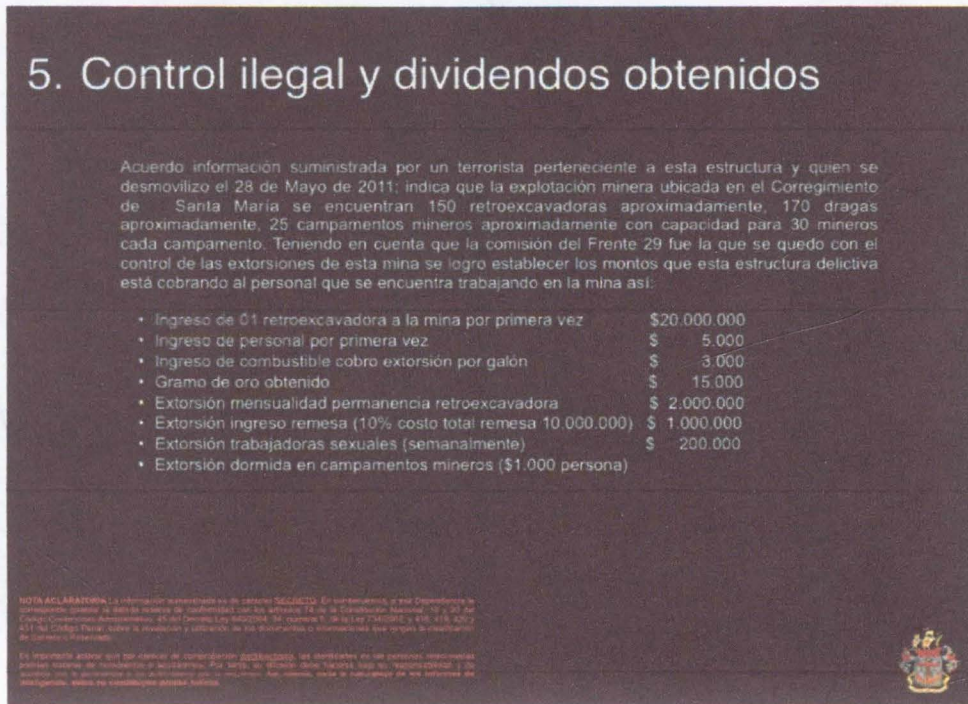 5. Control ilegal y dividendos obtenidos
Acuerdo información suministrada por un terrorista perteneciente a esta estructura y quien se
desmovilizo el 28 de Mayo de 2011; indica que la explotación minera ubicada en el Corregimiento
de Santa María se encuentran 150 retroexcavadoras aproximadamente, 170 dragas
aproximadamente, 25 campamentos mineros aproximadamente con capacidad para 30 mineros
cada campamento. Teniendo en cuenta que la comisión del Frente 29 fue la que se quedo con el
control de las extorsiones de esta mina se logro establecer los montos que esta estructura delictiva
está cobrando al personal que se encuentra trabajando en la mina así:
• Ingreso de 01 retroexcavadora a la mina por primera vez $20.000.000
• Ingreso de personal por primera vez $ 5.000
• Ingreso de combustible cobro extorsión por galón $ 3.000
• Gramo de oro obtenido $ 15.000
• Extorsión mensualidad permanencia retroexcavadora $ 2.000.000
• Extorsión ingreso remesa (10% costo total remesa 10.000.000) $ 1.000.000
• Extorsión trabajadoras sexuales (semanalmente) $ 200.000
• Extorsión dormida en campamentos mineros ($1.000 persona)
NOTA ACLARATORIA La información suministrada es de carácter SECRETO.